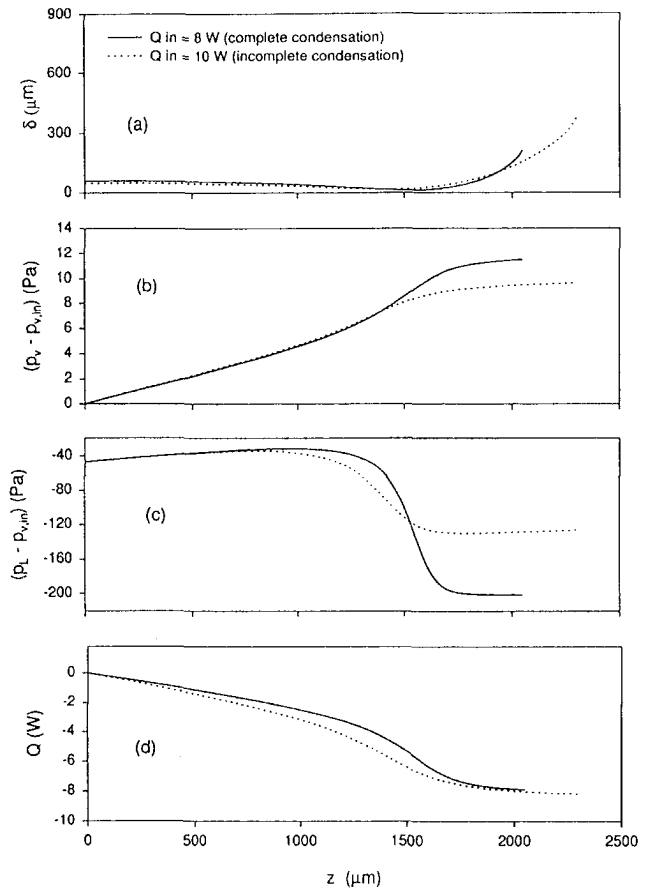 900
600
300
0
δ (μm)
Q in = 8 W (complete condensation)
Q in = 10 W (incomplete condensation)
(a)
14
12
10
8
6
4
2
0
(p_v - p_v,in) (Pa)
(b)
-40
-80
-120
-160
-200
(p_L - p_v,in) (Pa)
(c)
0
-2
-4
-6
-8
-10
Q (W)
(d)
0 500 1000 1500 2000 2500
z (μm)